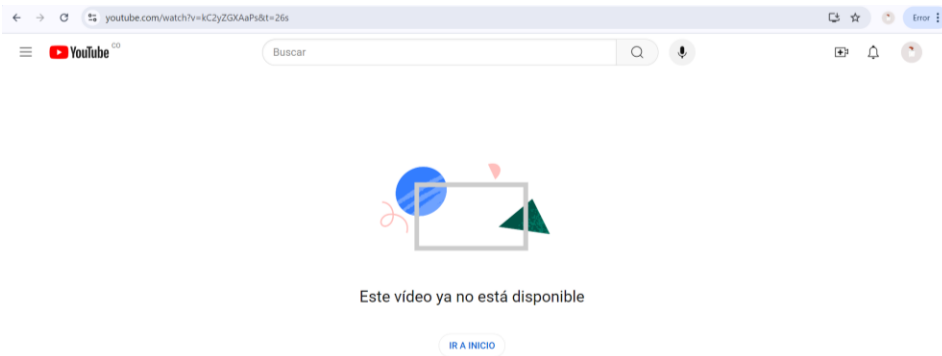 youtube.com/watch?v=kC2yZGXAaPs&t=26s
Error
YouTube CO
Buscar
Este vídeo ya no está disponible
IR A INICIO